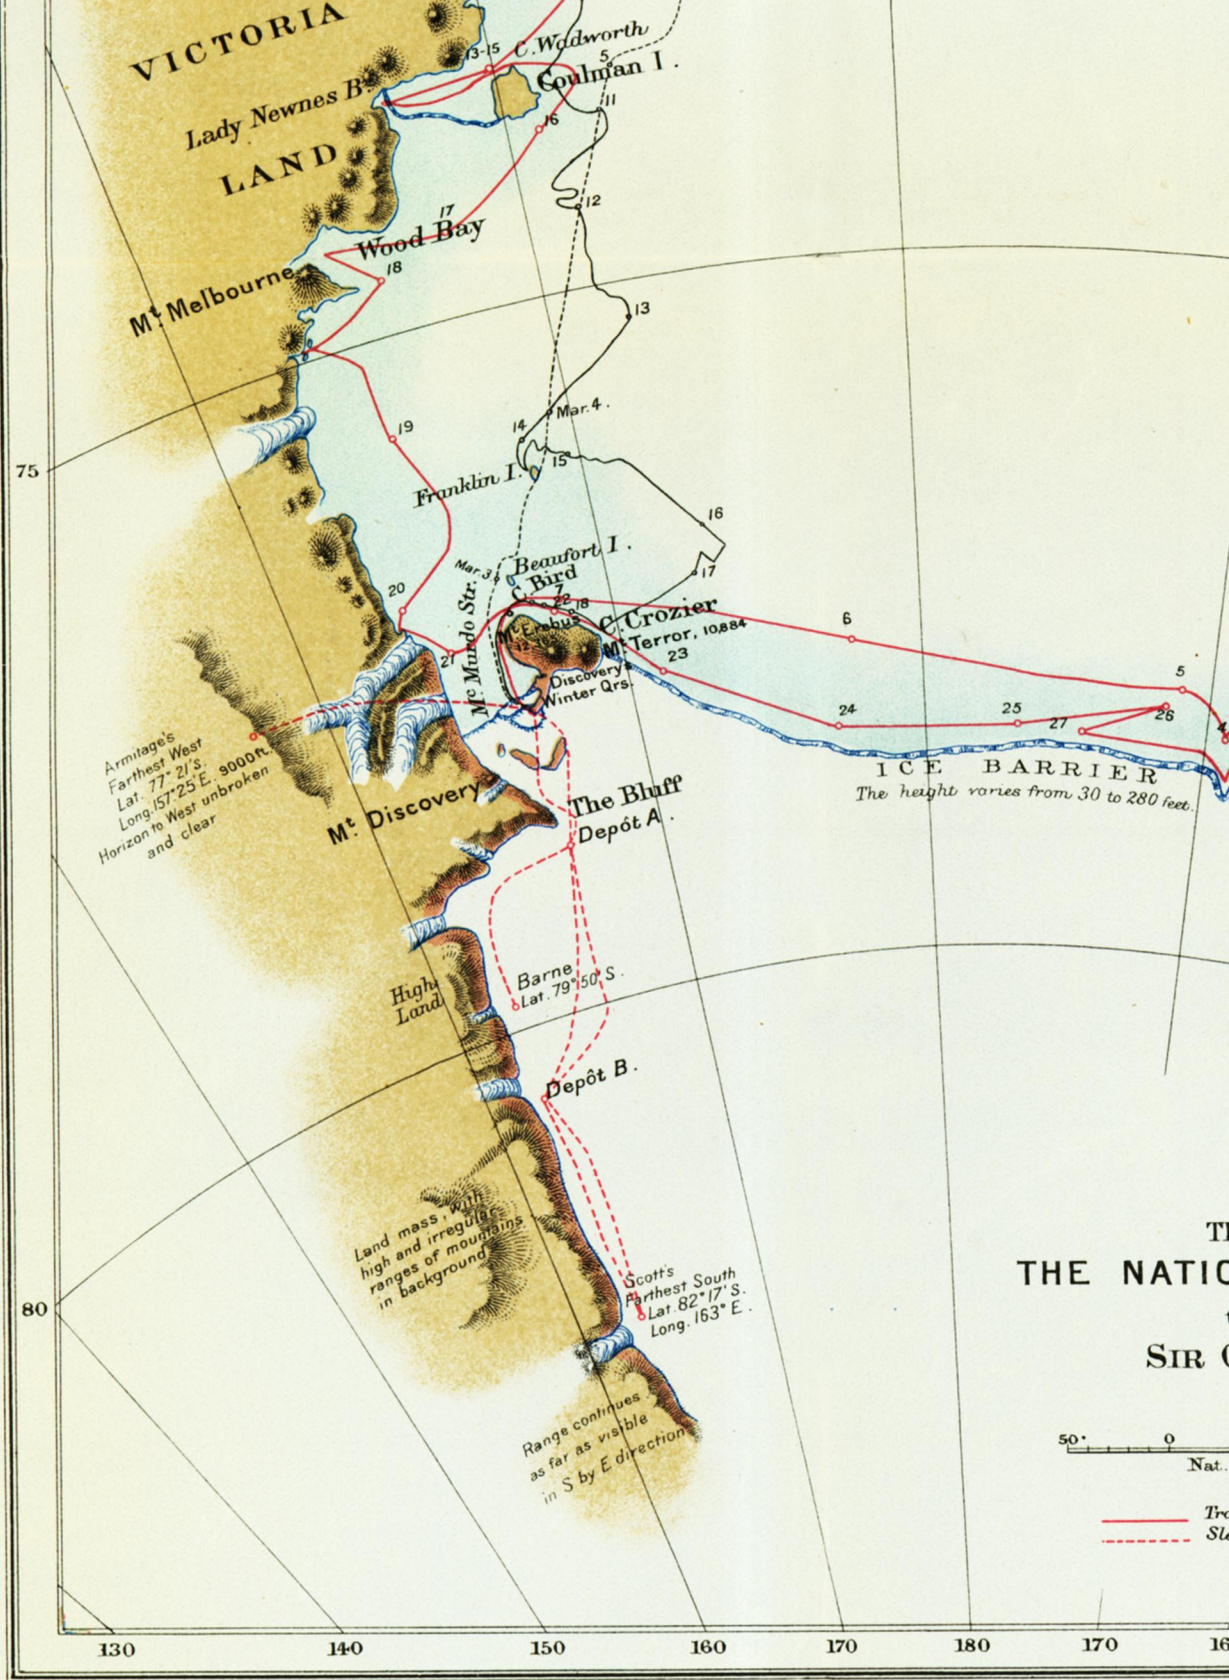 VICTORIA
13-15
C. Wadworth
5
Coulman I.
Lady Newnes B.
11
16
LAND
12
17
Wood Bay
18
Mt. Melbourne
13
Mar. 4.
19
14
15
75
Franklin I.
16
Beaufort I.
Mar. 3.
17
C. Bird
20
7
22
18
C. Crozier
6
Mt. Erebus
Mt. Terror, 10,884
Mc Murdo Str.
21
23
5
Discovery's
Winter Qrs.
24
25
27
26
4
ICE BARRIER
The height varies from 30 to 280 feet.
Armitage's
Farthest West
Lat. 77° 21's.
Long. 157° 25' E. 9000 ft.
Horizon to West unbroken
and clear
Mt. Discovery
The Bluff
Depôt A.
Barne
Lat. 79° 50' S.
High
Land
Depôt B.
Land mass, with
high and irregular
ranges of mountains
in background
80
Scott's
Farthest South
Lat. 82° 17' S.
Long. 163° E.
THE NATIO
SIR
Range continues
as far as visible
in S by E direction
50
0
Nat.
130
140
150
160
170
180
170